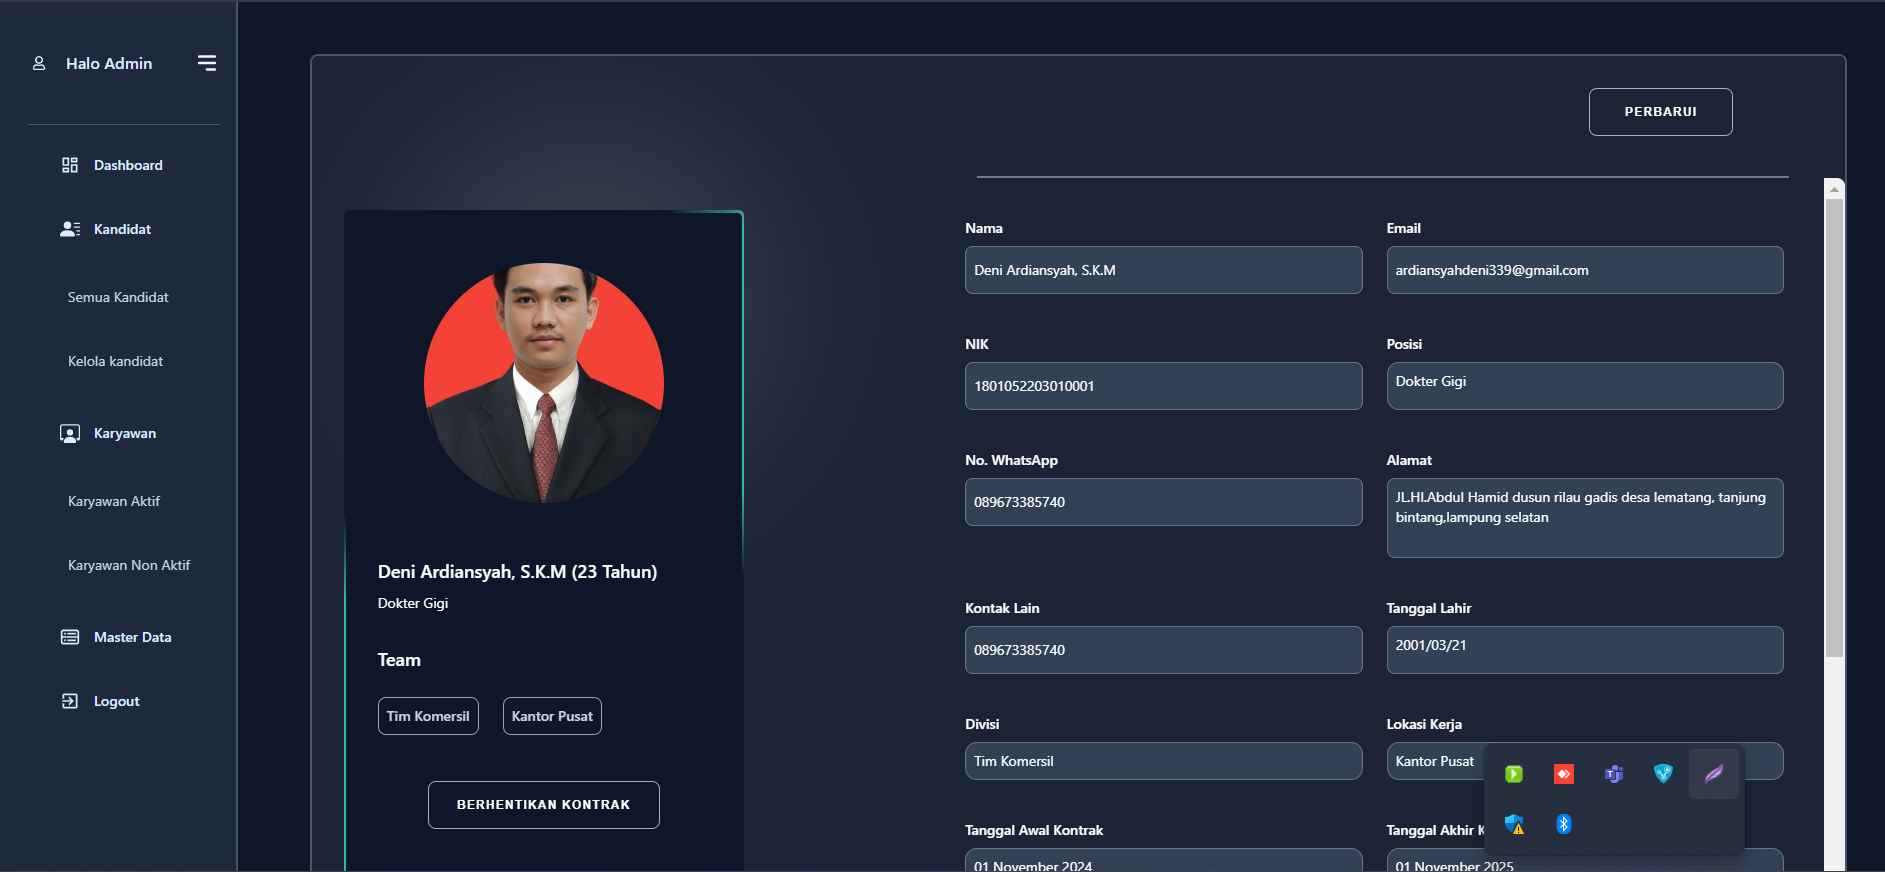 Halo Admin
Dashboard
Kandidat
Semua Kandidat
Kelola kandidat
Karyawan
Karyawan Aktif
Karyawan Non Aktif
Master Data
Logout
PERBARUI
Deni Ardiansyah, S.K.M (23 Tahun)
Dokter Gigi
Team
Tim Komersil
Kantor Pusat
BERHENTIKAN KONTRAK
Nama
Deni Ardiansyah, S.K.M
Email
ardiansyahdeni339@gmail.com
NIK
1801052203010001
Posisi
Dokter Gigi
No. WhatsApp
089673385740
Alamat
JL.HI.Abdul Hamid dusun rilau gadis desa lematang, tanjung
bintang,lampung selatan
Kontak Lain
089673385740
Tanggal Lahir
2001/03/21
Divisi
Tim Komersil
Lokasi Kerja
Kantor Pusat
Tanggal Awal Kontrak
01 November 2024
Tanggal Akhir K
01 November 2025